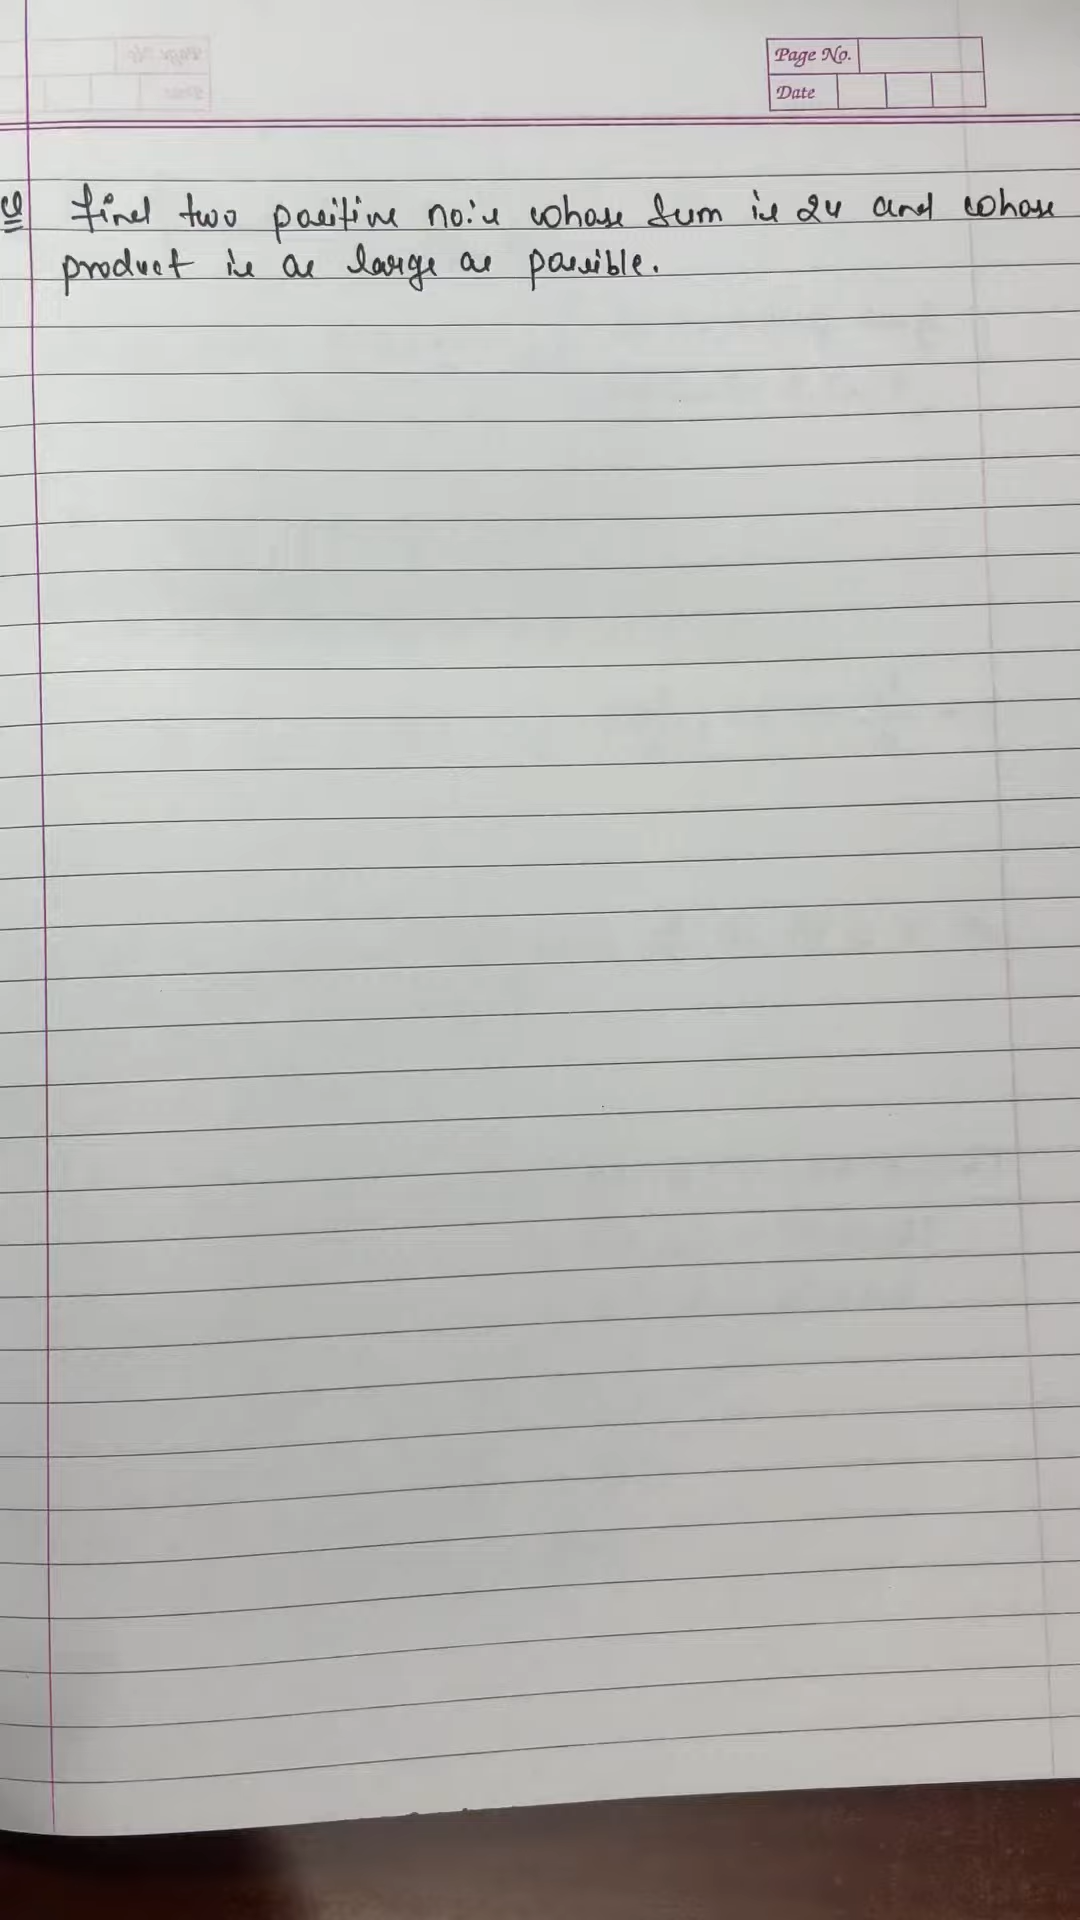 Page No.
Date
Q find two positive no.'s whose sum is 24 and whose
product is as large as possible.